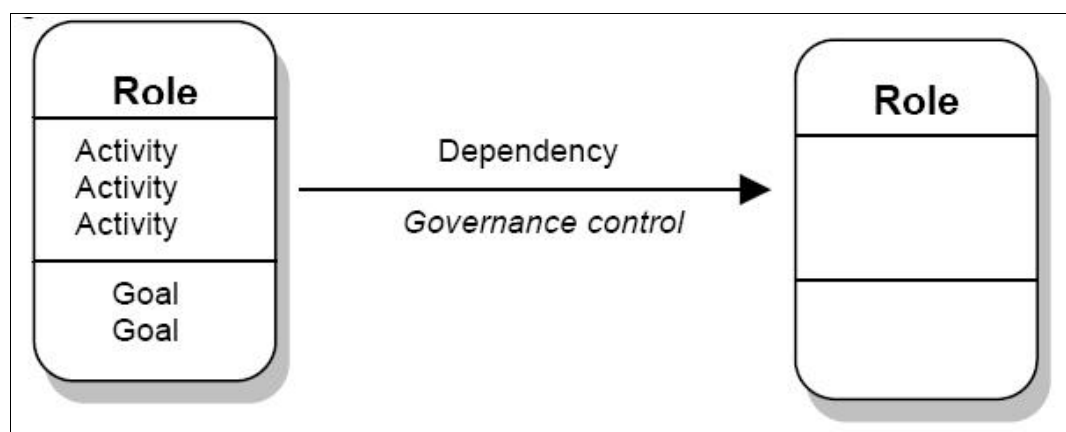 Role
Activity
Activity
Activity
Goal
Goal
Dependency
Governance control
Role